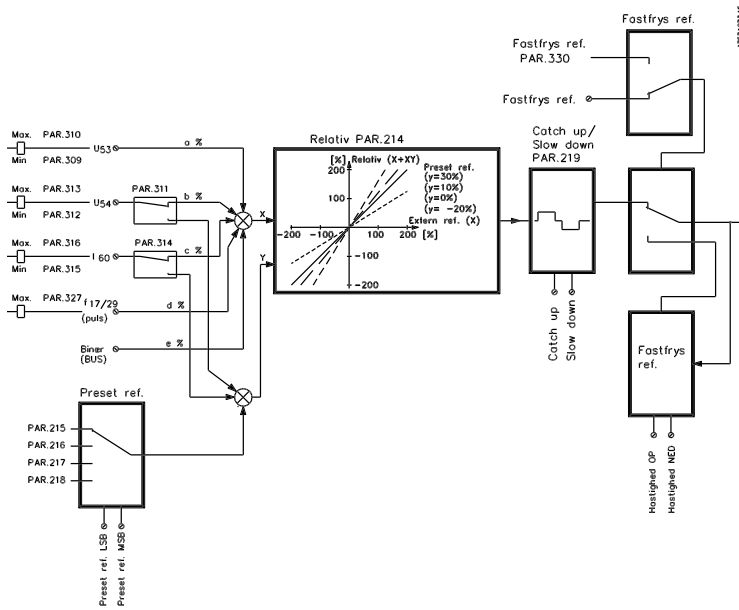 Fastfrys ref.
Fastfrys ref.
PAR.330
Fastfrys ref.
Max. PAR.310
Min PAR.309
U53
a %
Max. PAR.313
Min PAR.312
U54
PAR.311
b %
Max. PAR.316
Min PAR.315
I 60
PAR.314
c %
Max. PAR.327
f 17/29
(puls)
d %
Binær
(BUS)
e %
X
Y
Relativ PAR.214
[%] Relativ (X+XY)
200
100
-200 -100 100 200 [%]
-100
-200
Preset ref.
(y=30%)
(y=10%)
(y=0%)
(y= -20%)
Extern ref. (X)
Catch up/
Slow down
PAR.219
Catch up
Slow down
Fastfrys
ref.
Hastighed OP
Hastighed NED
Preset ref.
PAR.215
PAR.216
PAR.217
PAR.218
Preset ref. LSB
Preset ref. MSB